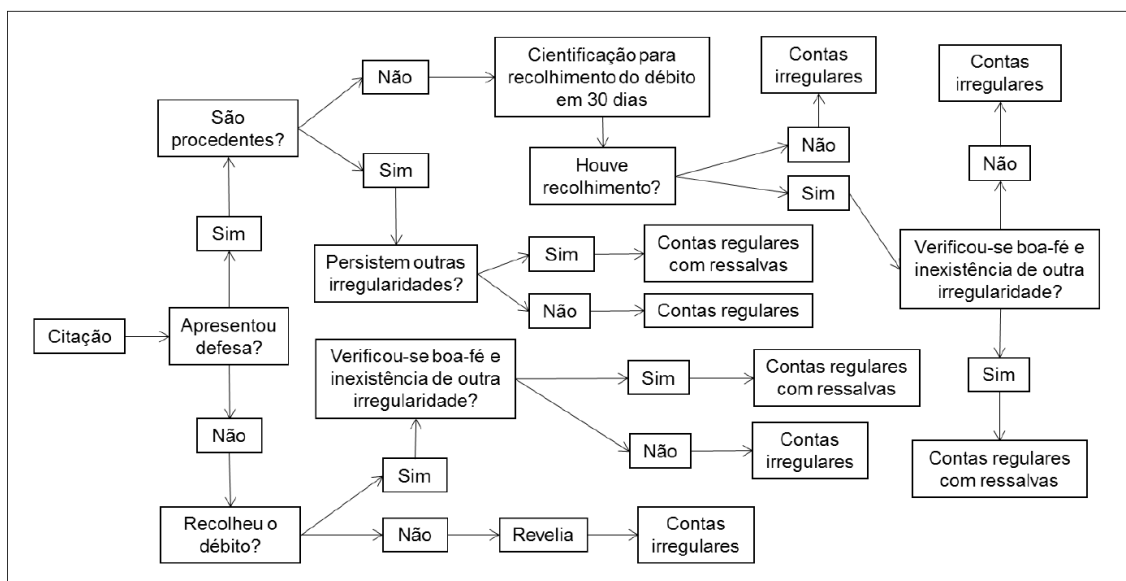 São
procedentes?
Não
Cientificação para
recolhimento do débito
em 30 dias
Contas
irregulares
Contas
irregulares
Houve
recolhimento?
Não
Não
Sim
Sim
Sim
Persistem outras
irregularidades?
Sim
Contas regulares
com ressalvas
Não
Contas regulares
Verificou-se boa-fé e
inexistência de outra
irregularidade?
Citação
Apresentou
defesa?
Verificou-se boa-fé e
inexistência de outra
irregularidade?
Sim
Contas regulares
com ressalvas
Sim
Não
Não
Contas
irregulares
Contas regulares
com ressalvas
Sim
Recolheu o
débito?
Não
Revelia
Contas
irregulares